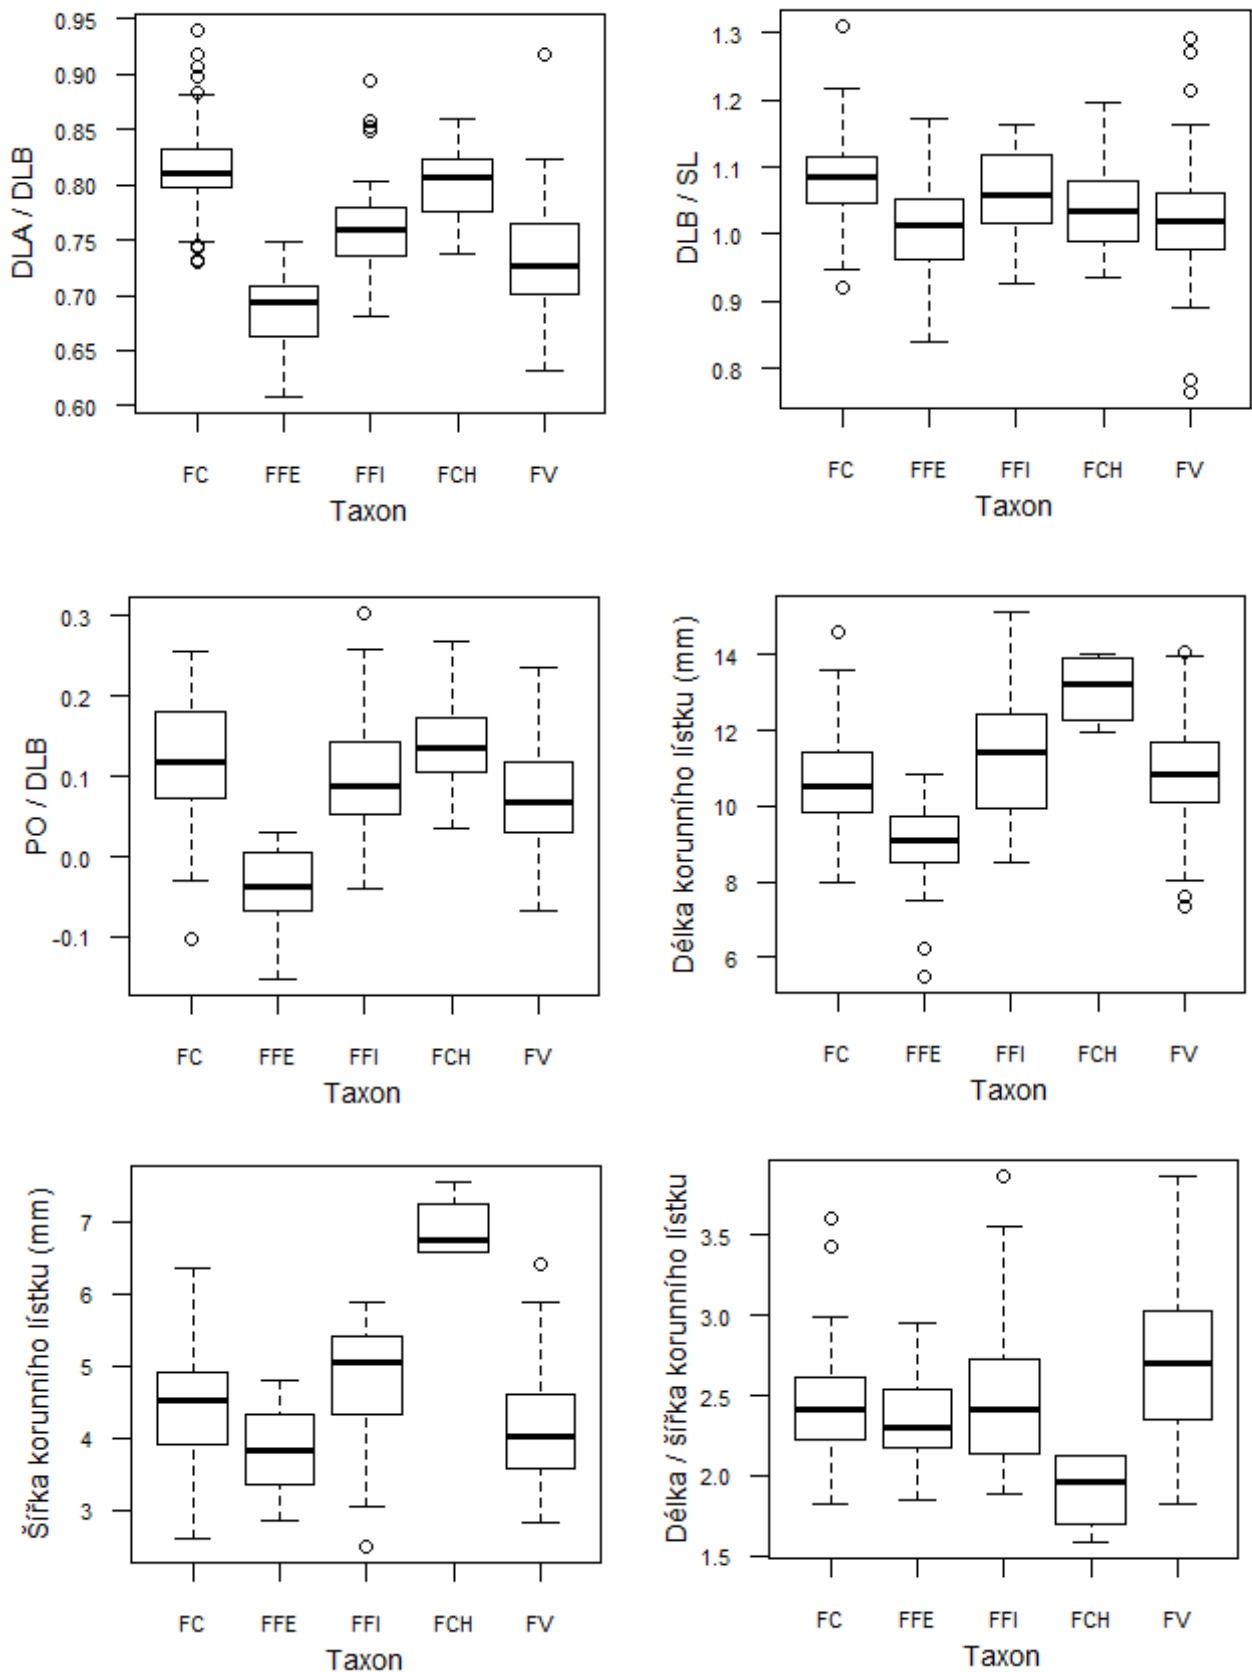 DLA / DLB
0.95
0.90
0.85
0.80
0.75
0.70
0.65
0.60
FC FFE FFI FCH FV
Taxon
DLB / SL
1.3
1.2
1.1
1.0
0.9
0.8
FC FFE FFI FCH FV
Taxon
PO / DLB
0.3
0.2
0.1
0.0
-0.1
FC FFE FFI FCH FV
Taxon
Délka korunního lístku (mm)
14
12
10
8
6
FC FFE FFI FCH FV
Taxon
Šířka korunního lístku (mm)
7
6
5
4
3
FC FFE FFI FCH FV
Taxon
Délka / šířka korunního lístku
3.5
3.0
2.5
2.0
1.5
FC FFE FFI FCH FV
Taxon